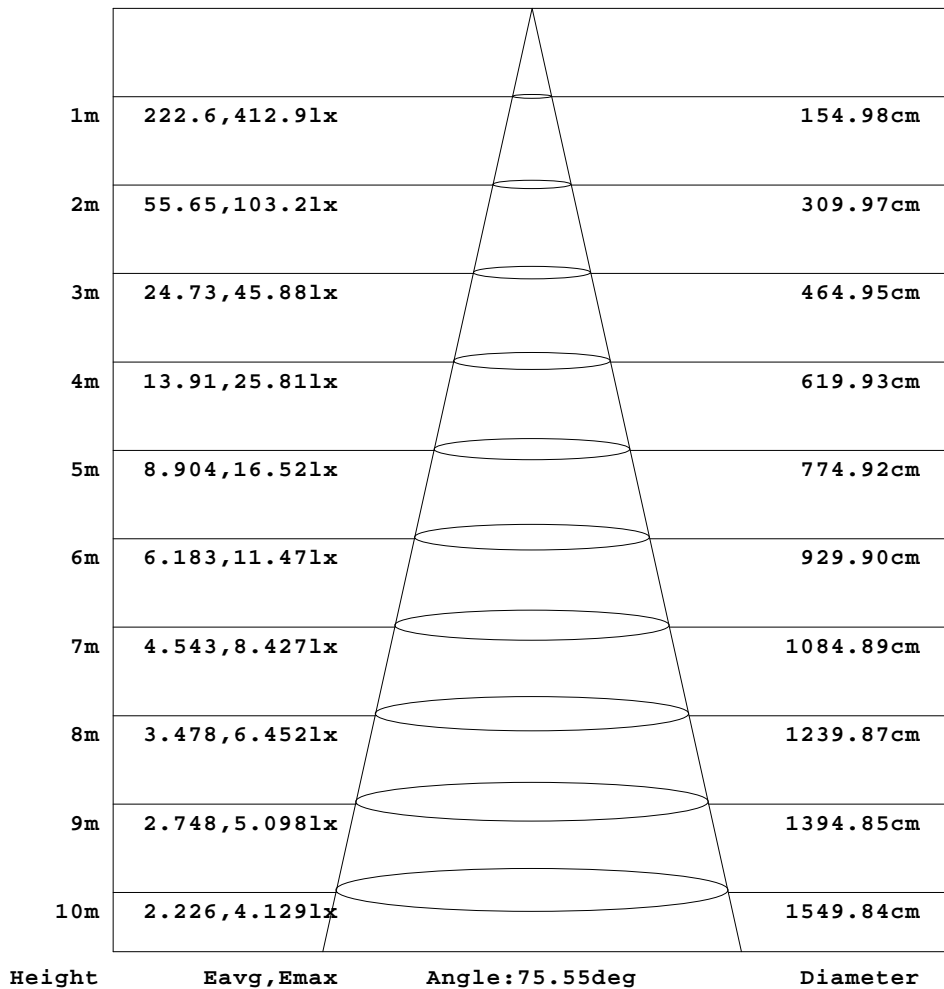 1m 222.6,412.9lx 154.98cm
2m 55.65,103.2lx 309.97cm
3m 24.73,45.88lx 464.95cm
4m 13.91,25.81lx 619.93cm
5m 8.904,16.52lx 774.92cm
6m 6.183,11.47lx 929.90cm
7m 4.543,8.427lx 1084.89cm
8m 3.478,6.452lx 1239.87cm
9m 2.748,5.098lx 1394.85cm
10m 2.226,4.129lx 1549.84cm
Height Eavg,Emax Angle:75.55deg Diameter